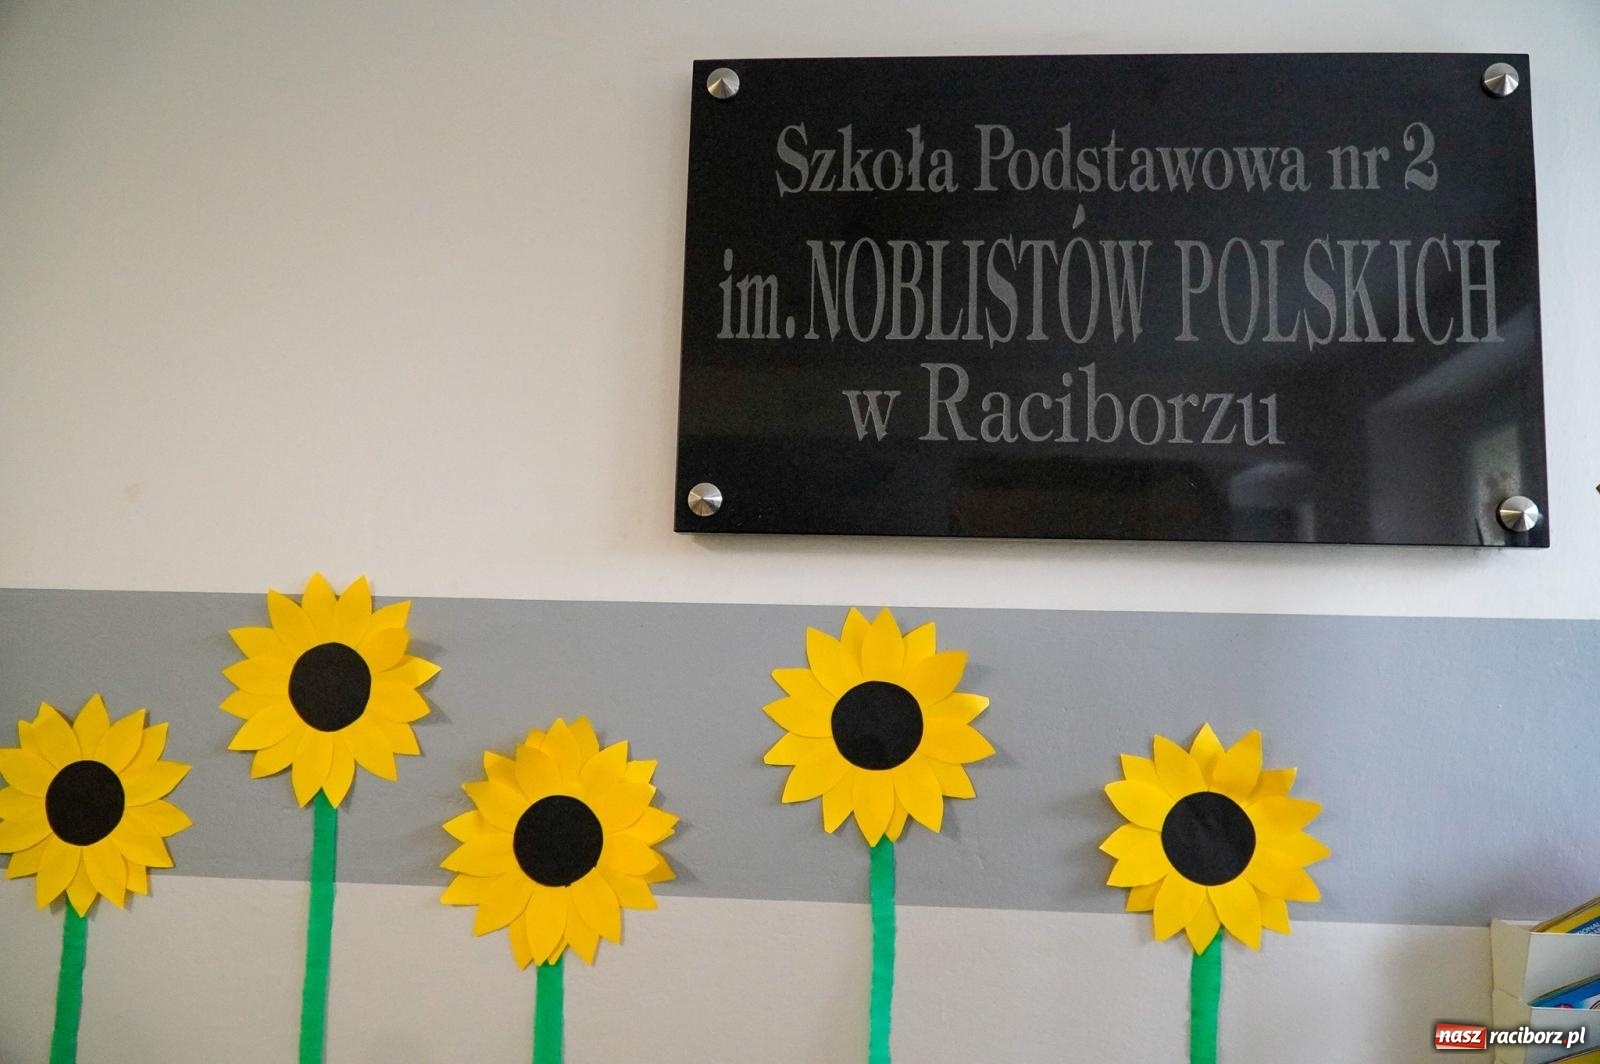 Szkoła Podstawowa nr 2
im. NOBLISTÓW POLSKICH
w Raciborzu
nasz raciborz.pl